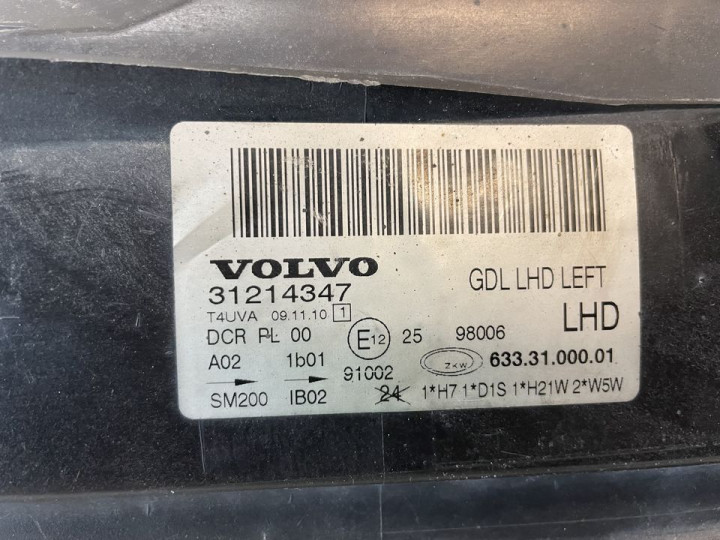 VOLVO
31214347
GDL LHD LEFT
T4UVA 09.11.10 1
LHD
DCR PL 00 E12 25 98006
A02 1b01 91002 ZKW 633.31.000.01
SM200 IB02 24 1*H7 1*D1S 1*H21W 2*W5W